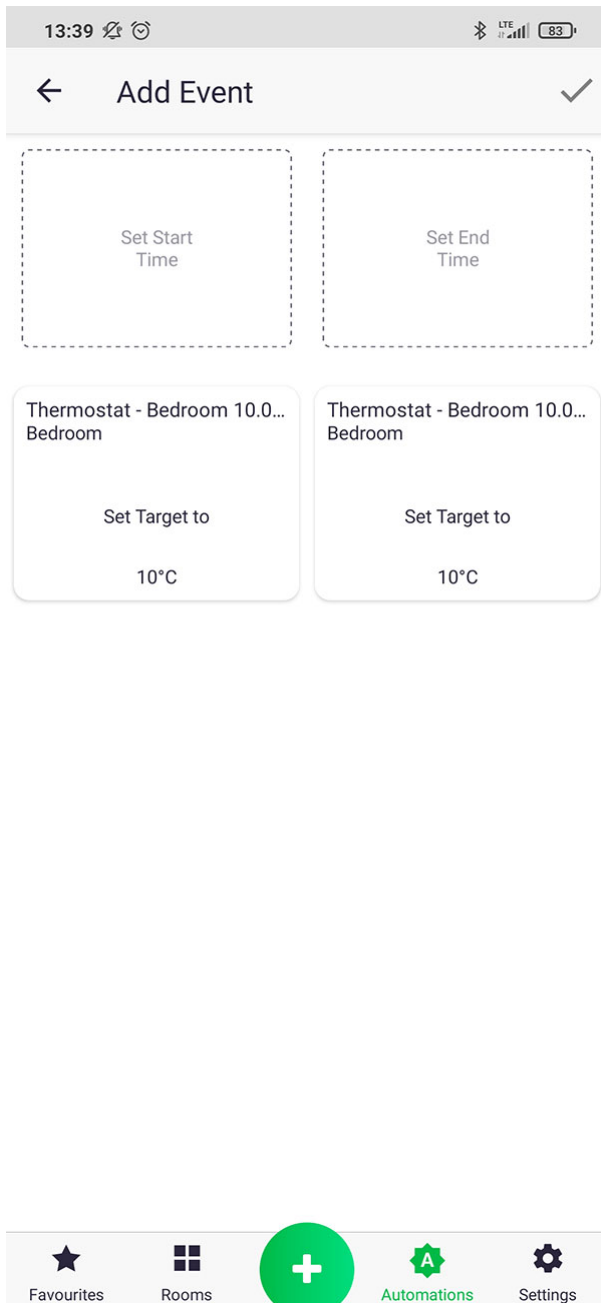 13:39 LTE 83
Add Event
Set Start
Time
Set End
Time
Thermostat - Bedroom 10.0...
Bedroom
Set Target to
10°C
Thermostat - Bedroom 10.0...
Bedroom
Set Target to
10°C
Favourites
Rooms
A
Automations
Settings